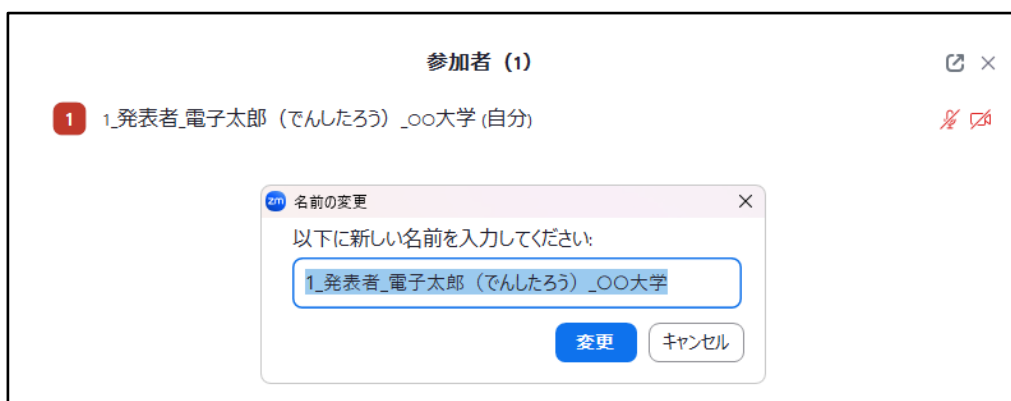 参加者（1）
1 1_発表者_電子太郎（でんしたろう）_○○大学 (自分)
zm 名前の変更
以下に新しい名前を入力してください:
1_発表者_電子太郎（でんしたろう）_○○大学
変更 キャンセル